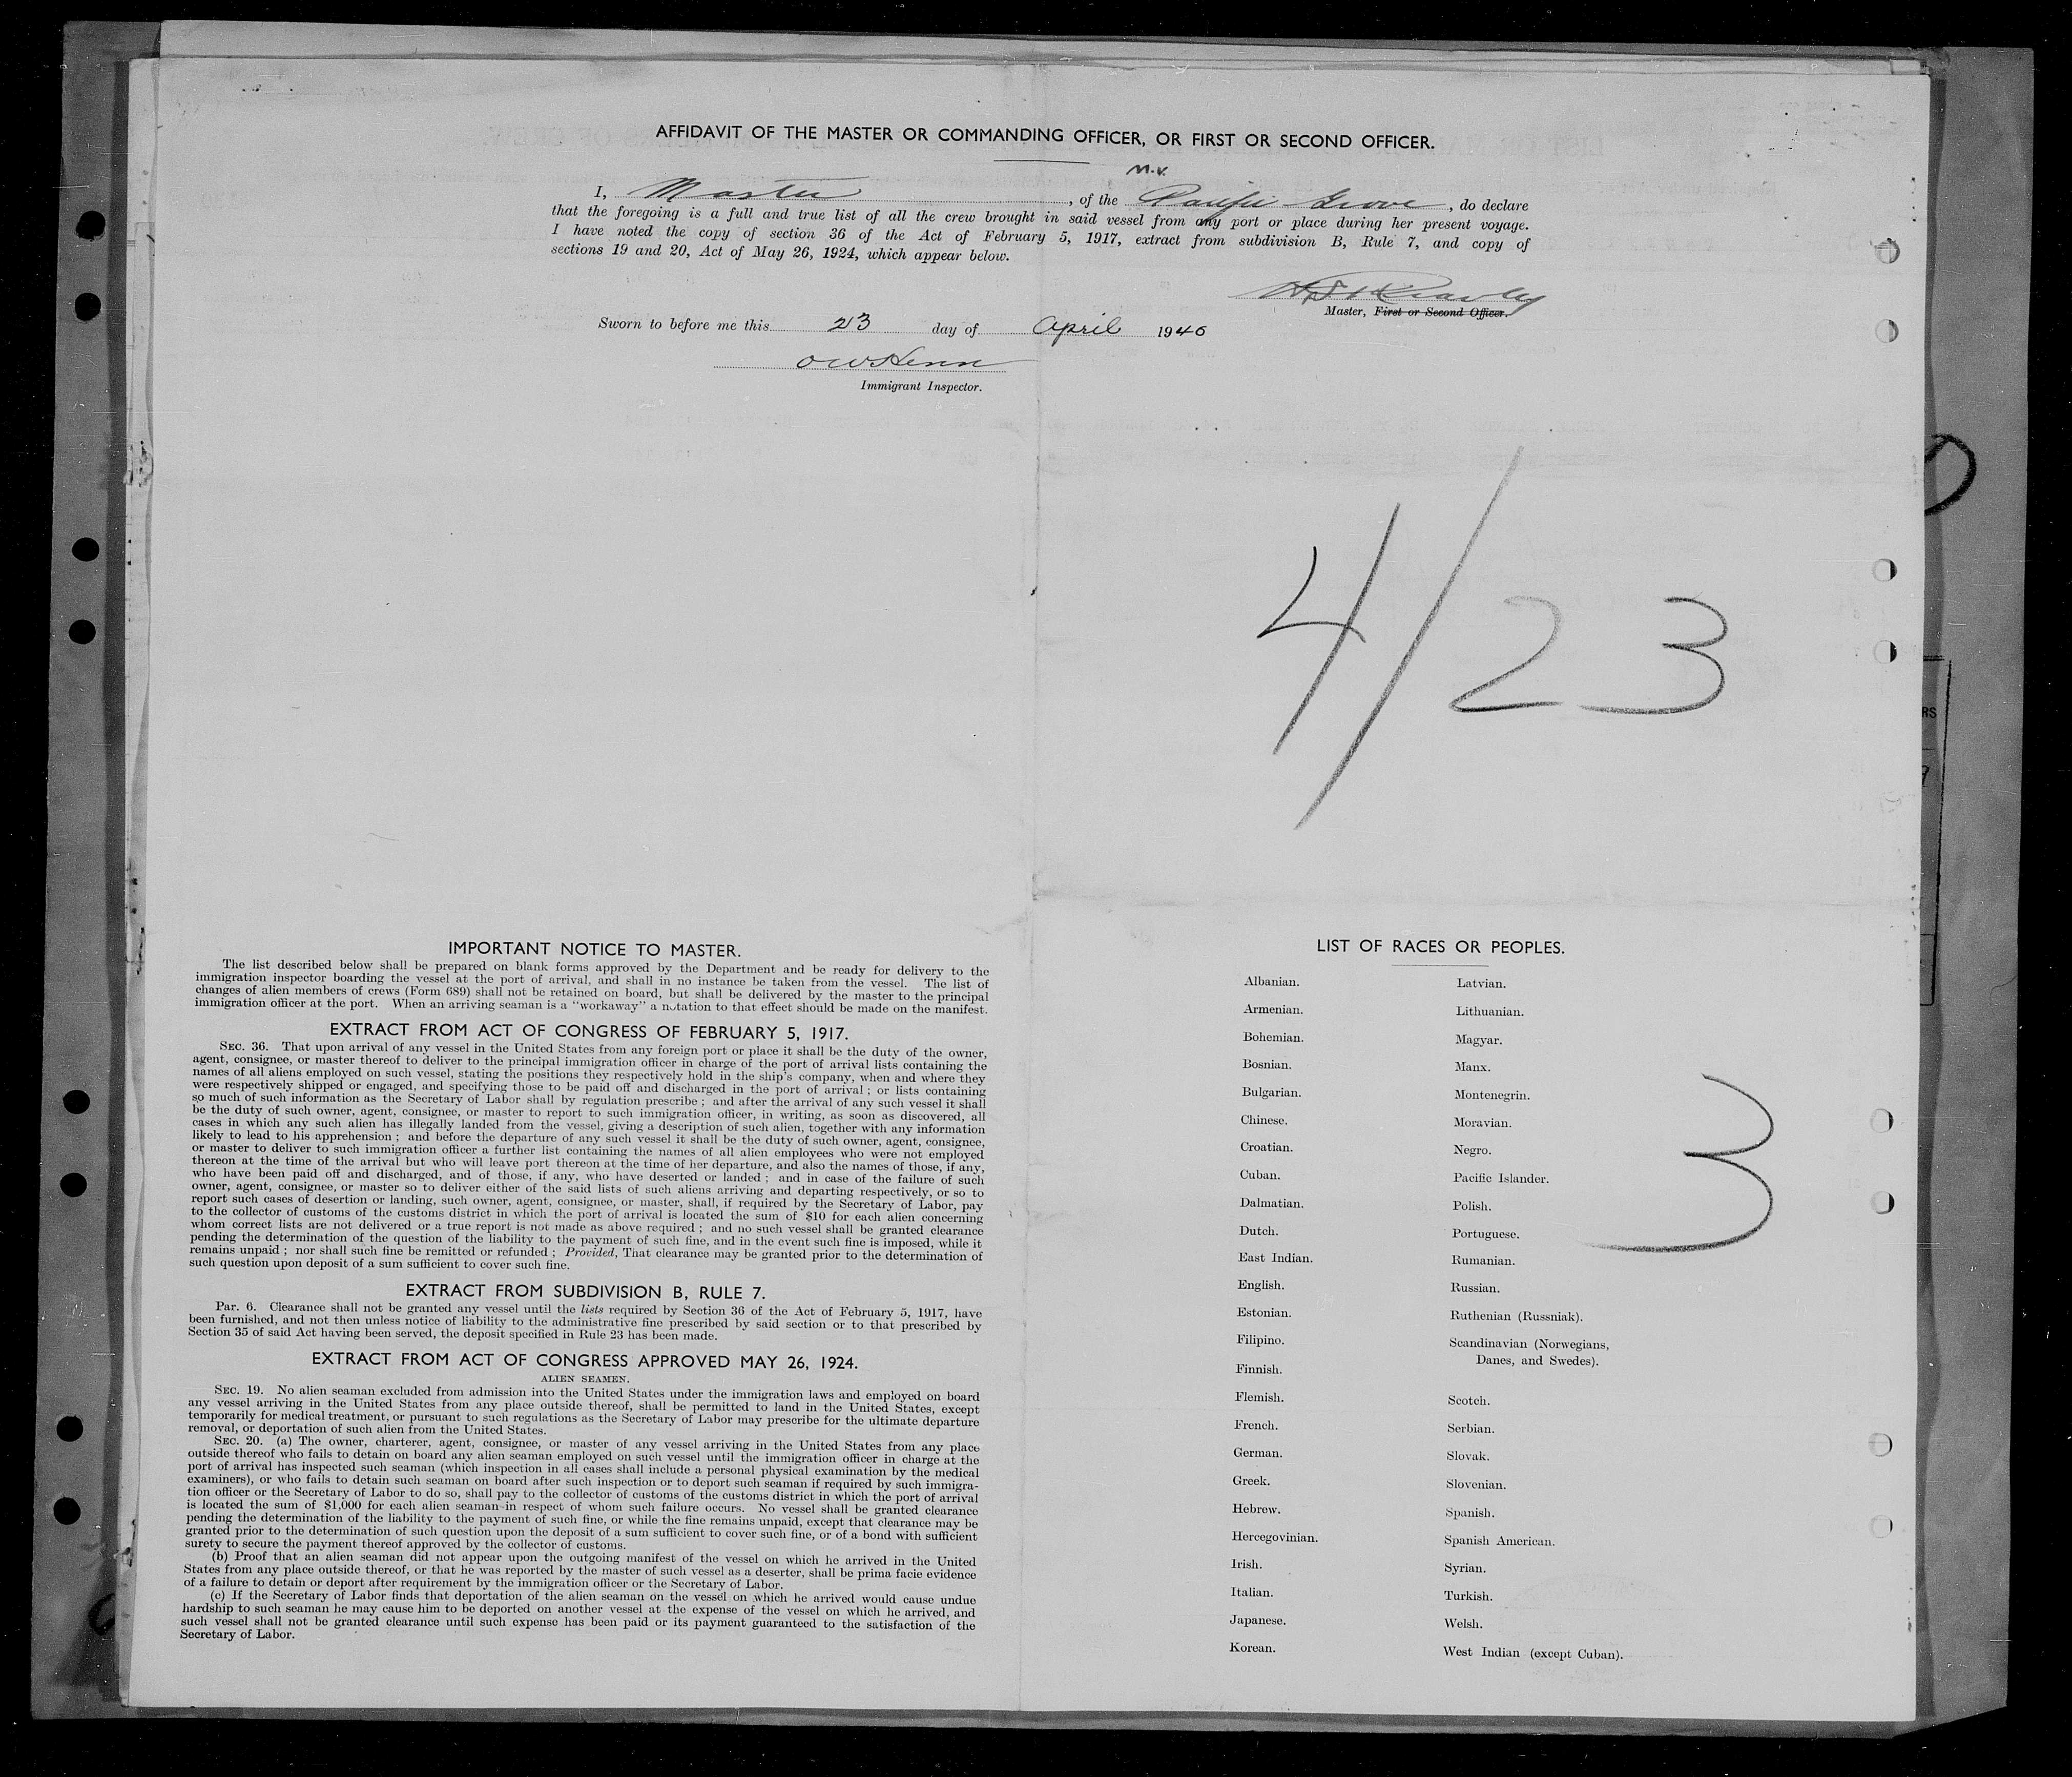 AFFIDAVIT OF THE MASTER OR COMMANDING OFFICER, OR FIRST OR SECOND OFFICER.
M.V.
I, Master, of the Pacific Grove, do declare
that the foregoing is a full and true list of all the crew brought in said vessel from any port or place during her present voyage.
I have noted the copy of section 36 of the Act of February 5, 1917, extract from subdivision B, Rule 7, and copy of
sections 19 and 20, Act of May 26, 1924, which appear below.
Master, First or Second Officer.
Sworn to before me this 23 day of April 1940
OWHenn
Immigrant Inspector.
4/23
IMPORTANT NOTICE TO MASTER.
The list described below shall be prepared on blank forms approved by the Department and be ready for delivery to the
immigration inspector boarding the vessel at the port of arrival, and shall in no instance be taken from the vessel. The list of
changes of alien members of crews (Form 689) shall not be retained on board, but shall be delivered by the master to the principal
immigration officer at the port. When an arriving seaman is a "workaway" a notation to that effect should be made on the manifest.
EXTRACT FROM ACT OF CONGRESS OF FEBRUARY 5, 1917.
SEC. 36. That upon arrival of any vessel in the United States from any foreign port or place it shall be the duty of the owner,
agent, consignee, or master thereof to deliver to the principal immigration officer in charge of the port of arrival lists containing the
names of all aliens employed on such vessel, stating the positions they respectively hold in the ship's company, when and where they
were respectively shipped or engaged, and specifying those to be paid off and discharged in the port of arrival; or lists containing
so much of such information as the Secretary of Labor shall by regulation prescribe; and after the arrival of any such vessel it shall
be the duty of such owner, agent, consignee, or master to report to such immigration officer, in writing, as soon as discovered, all
cases in which any such alien has illegally landed from the vessel, giving a description of such alien, together with any information
likely to lead to his apprehension; and before the departure of any such vessel it shall be the duty of such owner, agent, consignee,
or master to deliver to such immigration officer a further list containing the names of all alien employees who were not employed
thereon at the time of the arrival but who will leave port thereon at the time of her departure, and also the names of those, if any,
who have been paid off and discharged, and of those, if any, who have deserted or landed; and in case of the failure of such
owner, agent, consignee, or master so to deliver either of the said lists of such aliens arriving and departing respectively, or so to
report such cases of desertion or landing, such owner, agent, consignee, or master, shall, if required by the Secretary of Labor, pay
to the collector of customs of the customs district in which the port of arrival is located the sum of $10 for each alien concerning
whom correct lists are not delivered or a true report is not made as above required; and no such vessel shall be granted clearance
pending the determination of the question of the liability to the payment of such fine, and in the event such fine is imposed, while it
remains unpaid; nor shall such fine be remitted or refunded; Provided, That clearance may be granted prior to the determination of
such question upon deposit of a sum sufficient to cover such fine.
EXTRACT FROM SUBDIVISION B, RULE 7.
Par. 6. Clearance shall not be granted any vessel until the lists required by Section 36 of the Act of February 5, 1917, have
been furnished, and not then unless notice of liability to the administrative fine prescribed by said section or to that prescribed by
Section 35 of said Act having been served, the deposit specified in Rule 23 has been made.
EXTRACT FROM ACT OF CONGRESS APPROVED MAY 26, 1924.
ALIEN SEAMEN.
SEC. 19. No alien seaman excluded from admission into the United States under the immigration laws and employed on board
any vessel arriving in the United States from any place outside thereof, shall be permitted to land in the United States, except
temporarily for medical treatment, or pursuant to such regulations as the Secretary of Labor may prescribe for the ultimate departure
removal, or deportation of such alien from the United States.
SEC. 20. (a) The owner, charterer, agent, consignee, or master of any vessel arriving in the United States from any place
outside thereof who fails to detain on board any alien seaman employed on such vessel until the immigration officer in charge at the
port of arrival has inspected such seaman (which inspection in all cases shall include a personal physical examination by the medical
examiners), or who fails to detain such seaman on board after such inspection or to deport such seaman if required by such immigra-
tion officer or the Secretary of Labor to do so, shall pay to the collector of customs of the customs district in which the port of arrival
is located the sum of $1,000 for each alien seaman in respect of whom such failure occurs. No vessel shall be granted clearance
pending the determination of the liability to the payment of such fine, or while the fine remains unpaid, except that clearance may be
granted prior to the determination of such question upon the deposit of a sum sufficient to cover such fine, or of a bond with sufficient
surety to secure the payment thereof approved by the collector of customs.
(b) Proof that an alien seaman did not appear upon the outgoing manifest of the vessel on which he arrived in the United
States from any place outside thereof, or that he was reported by the master of such vessel as a deserter, shall be prima facie evidence
of a failure to detain or deport after requirement by the immigration officer or the Secretary of Labor.
(c) If the Secretary of Labor finds that deportation of the alien seaman on the vessel on which he arrived would cause undue
hardship to such seaman he may cause him to be deported on another vessel at the expense of the vessel on which he arrived, and
such vessel shall not be granted clearance until such expense has been paid or its payment guaranteed to the satisfaction of the
Secretary of Labor.
LIST OF RACES OR PEOPLES.
Albanian.
Armenian.
Bohemian.
Bosnian.
Bulgarian.
Chinese.
Croatian.
Cuban.
Dalmatian.
Dutch.
East Indian.
English.
Estonian.
Filipino.
Finnish.
Flemish.
French.
German.
Greek.
Hebrew.
Hercegovinian.
Irish.
Italian.
Japanese.
Korean.
Latvian.
Lithuanian.
Magyar.
Manx.
Montenegrin.
Moravian.
Negro.
Pacific Islander.
Polish.
Portuguese.
Rumanian.
Russian.
Ruthenian (Russniak).
Scandinavian (Norwegians,
Danes, and Swedes).
Scotch.
Serbian.
Slovak.
Slovenian.
Spanish.
Spanish American.
Syrian.
Turkish.
Welsh.
West Indian (except Cuban).
3
RS